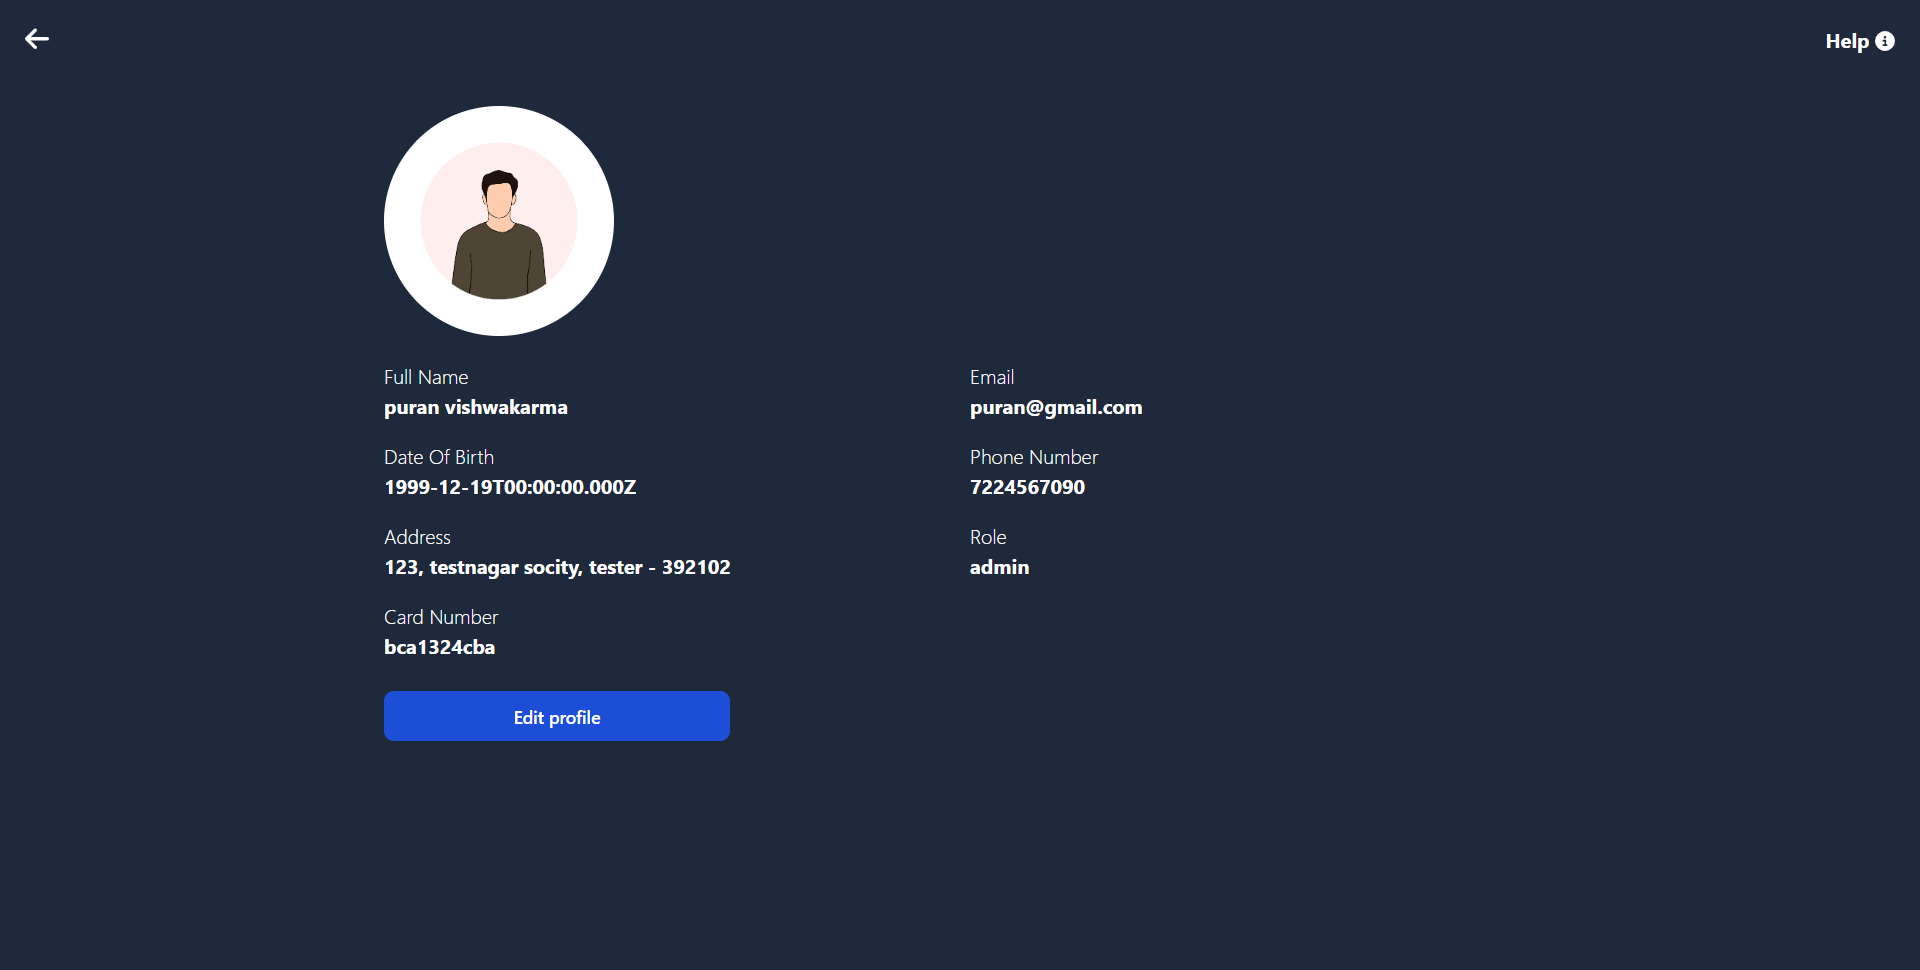 Help
Full Name
puran vishwakarma
Email
puran@gmail.com
Date Of Birth
1999-12-19T00:00:00.000Z
Phone Number
7224567090
Address
123, testnagar socity, tester - 392102
Role
admin
Card Number
bca1324cba
Edit profile